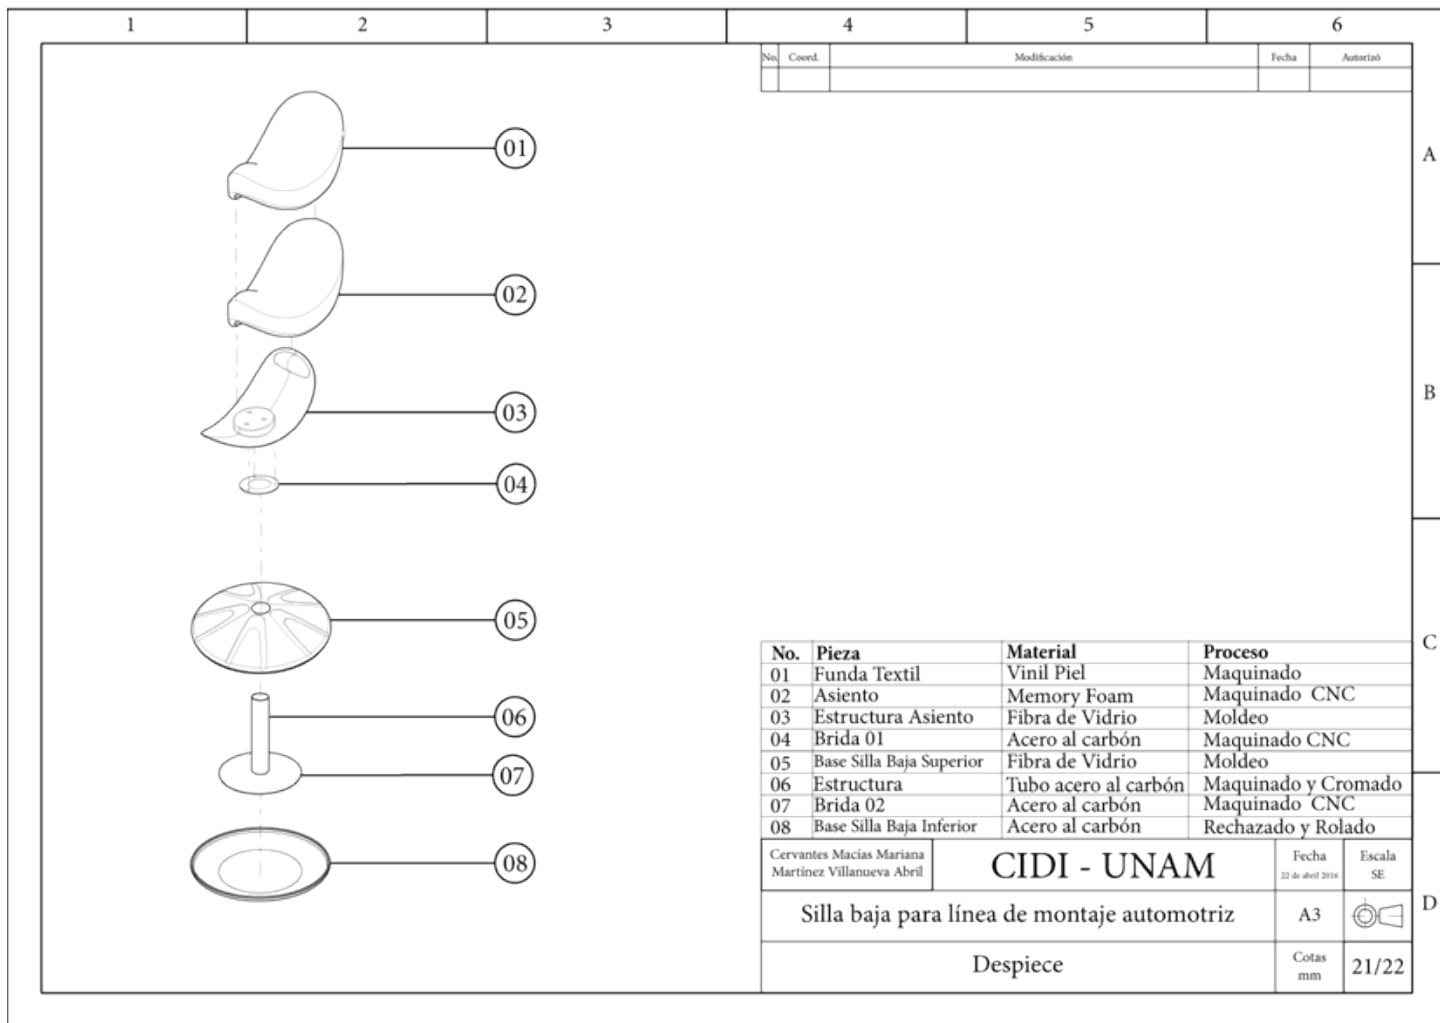 1 2 3 4 5 6
No. Coord. Modificación Fecha Autorizó
A
B
C
D
01
02
03
04
05
06
07
08
No. Pieza Material Proceso
01 Funda Textil Vinil Piel Maquinado
02 Asiento Memory Foam Maquinado CNC
03 Estructura Asiento Fibra de Vidrio Moldeo
04 Brida 01 Acero al carbón Maquinado CNC
05 Base Silla Baja Superior Fibra de Vidrio Moldeo
06 Estructura Tubo acero al carbón Maquinado y Cromado
07 Brida 02 Acero al carbón Maquinado CNC
08 Base Silla Baja Inferior Acero al carbón Rechazado y Rolado
Cervantes Macias Mariana
Martínez Villanueva Abril
CIDI - UNAM
Fecha
22 de abril 2016
Escala
SE
Silla baja para línea de montaje automotriz
A3
Despiece
Cotas
mm
21/22